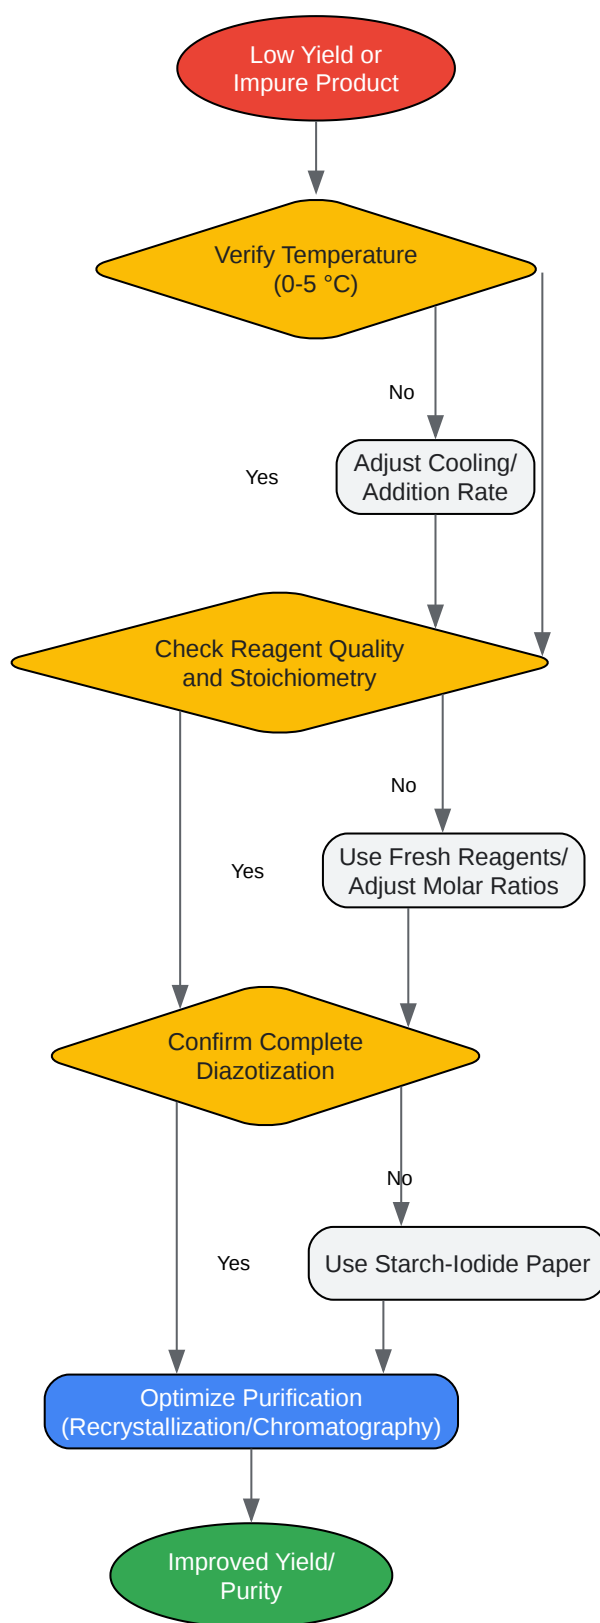 Low Yield or
Impure Product
Verify Temperature
(0-5 °C)
No
Yes
Adjust Cooling/
Addition Rate
Check Reagent Quality
and Stoichiometry
No
Yes
Use Fresh Reagents/
Adjust Molar Ratios
Confirm Complete
Diazotization
No
Yes
Use Starch-Iodide Paper
Optimize Purification
(Recrystallization/Chromatography)
Improved Yield/
Purity